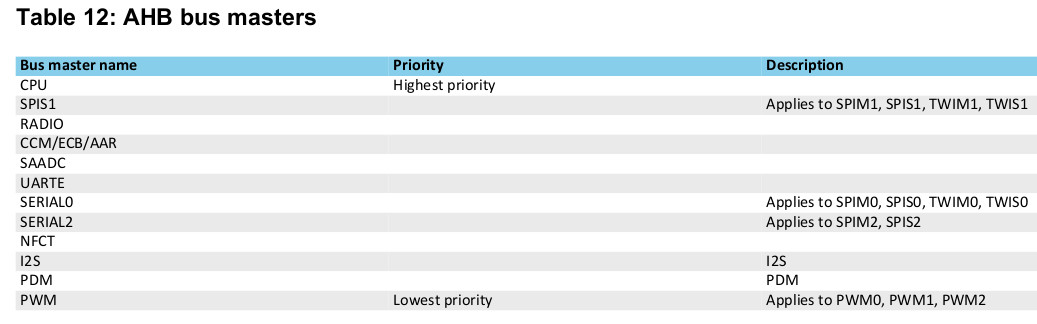 Table 12: AHB bus masters
Bus master name Priority Description
CPU Highest priority
SPIS1 Applies to SPIM1, SPIS1, TWIM1, TWIS1
RADIO
CCM/ECB/AAR
SAADC
UARTE
SERIAL0 Applies to SPIM0, SPIS0, TWIM0, TWIS0
SERIAL2 Applies to SPIM2, SPIS2
NFCT
I2S I2S
PDM PDM
PWM Lowest priority Applies to PWM0, PWM1, PWM2